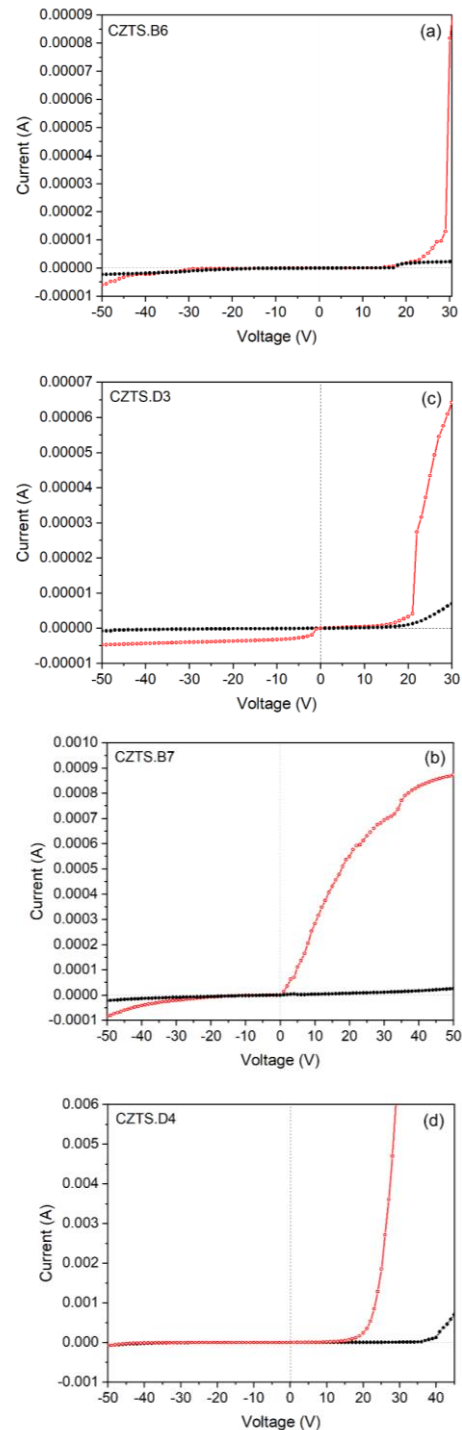 CZTS.B6
(a)
0.00009
0.00008
0.00007
0.00006
0.00005
0.00004
0.00003
0.00002
0.00001
0.00000
-0.00001
Current (A)
-50 -40 -30 -20 -10 0 10 20 30
Voltage (V)
CZTS.D3
(c)
0.00007
0.00006
0.00005
0.00004
0.00003
0.00002
0.00001
0.00000
-0.00001
Current (A)
-50 -40 -30 -20 -10 0 10 20 30
Voltage (V)
CZTS.B7
(b)
0.0010
0.0009
0.0008
0.0007
0.0006
0.0005
0.0004
0.0003
0.0002
0.0001
0.0000
-0.0001
Current (A)
-50 -40 -30 -20 -10 0 10 20 30 40 50
Voltage (V)
CZTS.D4
(d)
0.006
0.005
0.004
0.003
0.002
0.001
0.000
-0.001
Current (A)
-50 -40 -30 -20 -10 0 10 20 30 40
Voltage (V)